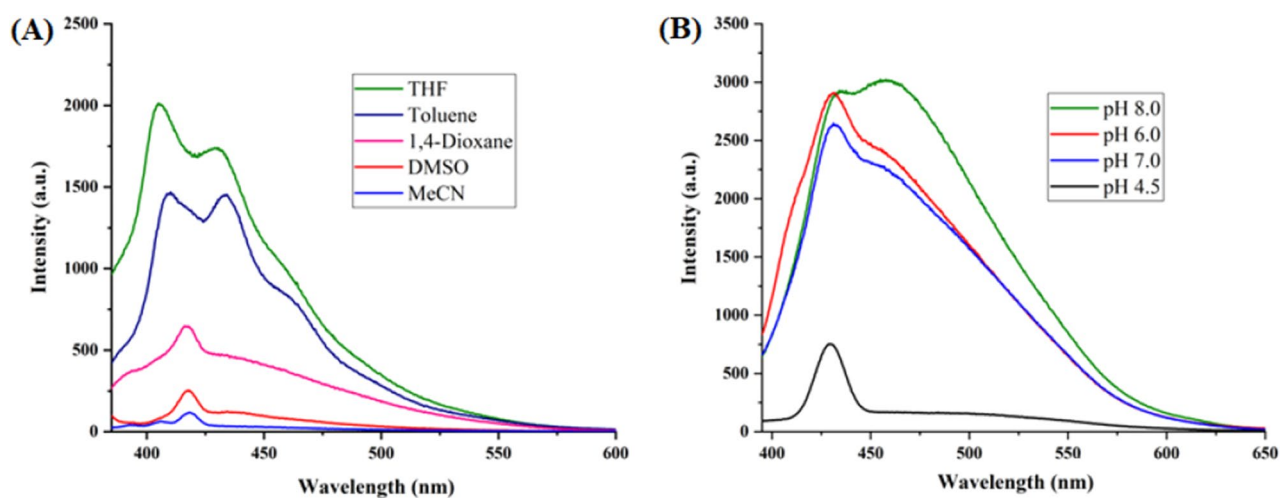 (A)
2500
2000
1500
1000
500
0
Intensity (a.u.)
400
450
500
550
600
Wavelength (nm)
THF
Toluene
1,4-Dioxane
DMSO
MeCN
(B)
3500
3000
2500
2000
1500
1000
500
0
Intensity (a.u.)
400
450
500
550
600
650
Wavelength (nm)
pH 8.0
pH 6.0
pH 7.0
pH 4.5